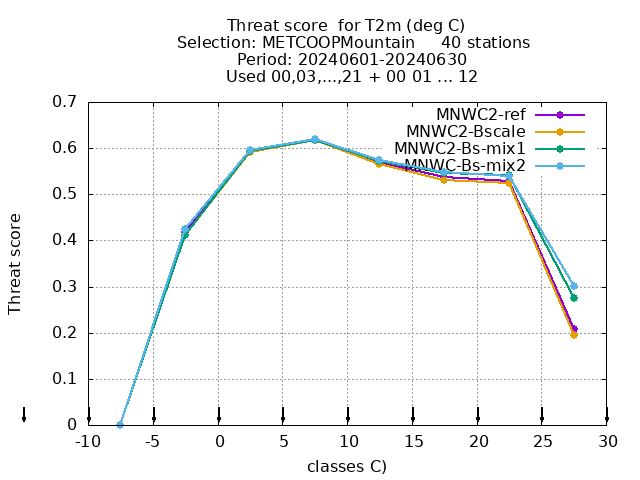 Threat score  for T2m (deg C)
Selection: METCOOPMountain     40 stations
Period: 20240601-20240630
Used 00,03,...,21 + 00 01 ... 12
MNWC2-ref
MNWC2-Bscale
MNWC2-Bs-mix1
MNWC-Bs-mix2
Threat score
0.7
0.6
0.5
0.4
0.3
0.2
0.1
0
-10 -5 0 5 10 15 20 25 30
classes C)